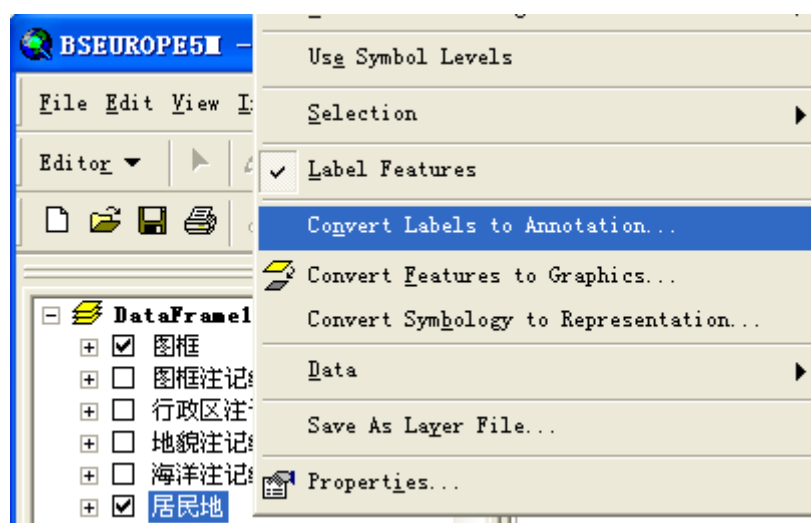 BSEUROPE5M -
File Edit View
Editor
Use Symbol Levels
Selection
Label Features
Convert Labels to Annotation...
Convert Features to Graphics...
Convert Symbology to Representation...
Data
Save As Layer File...
Properties...
DataFrame1
图框
图框注记
行政区注
地貌注记
海洋注记
居民地